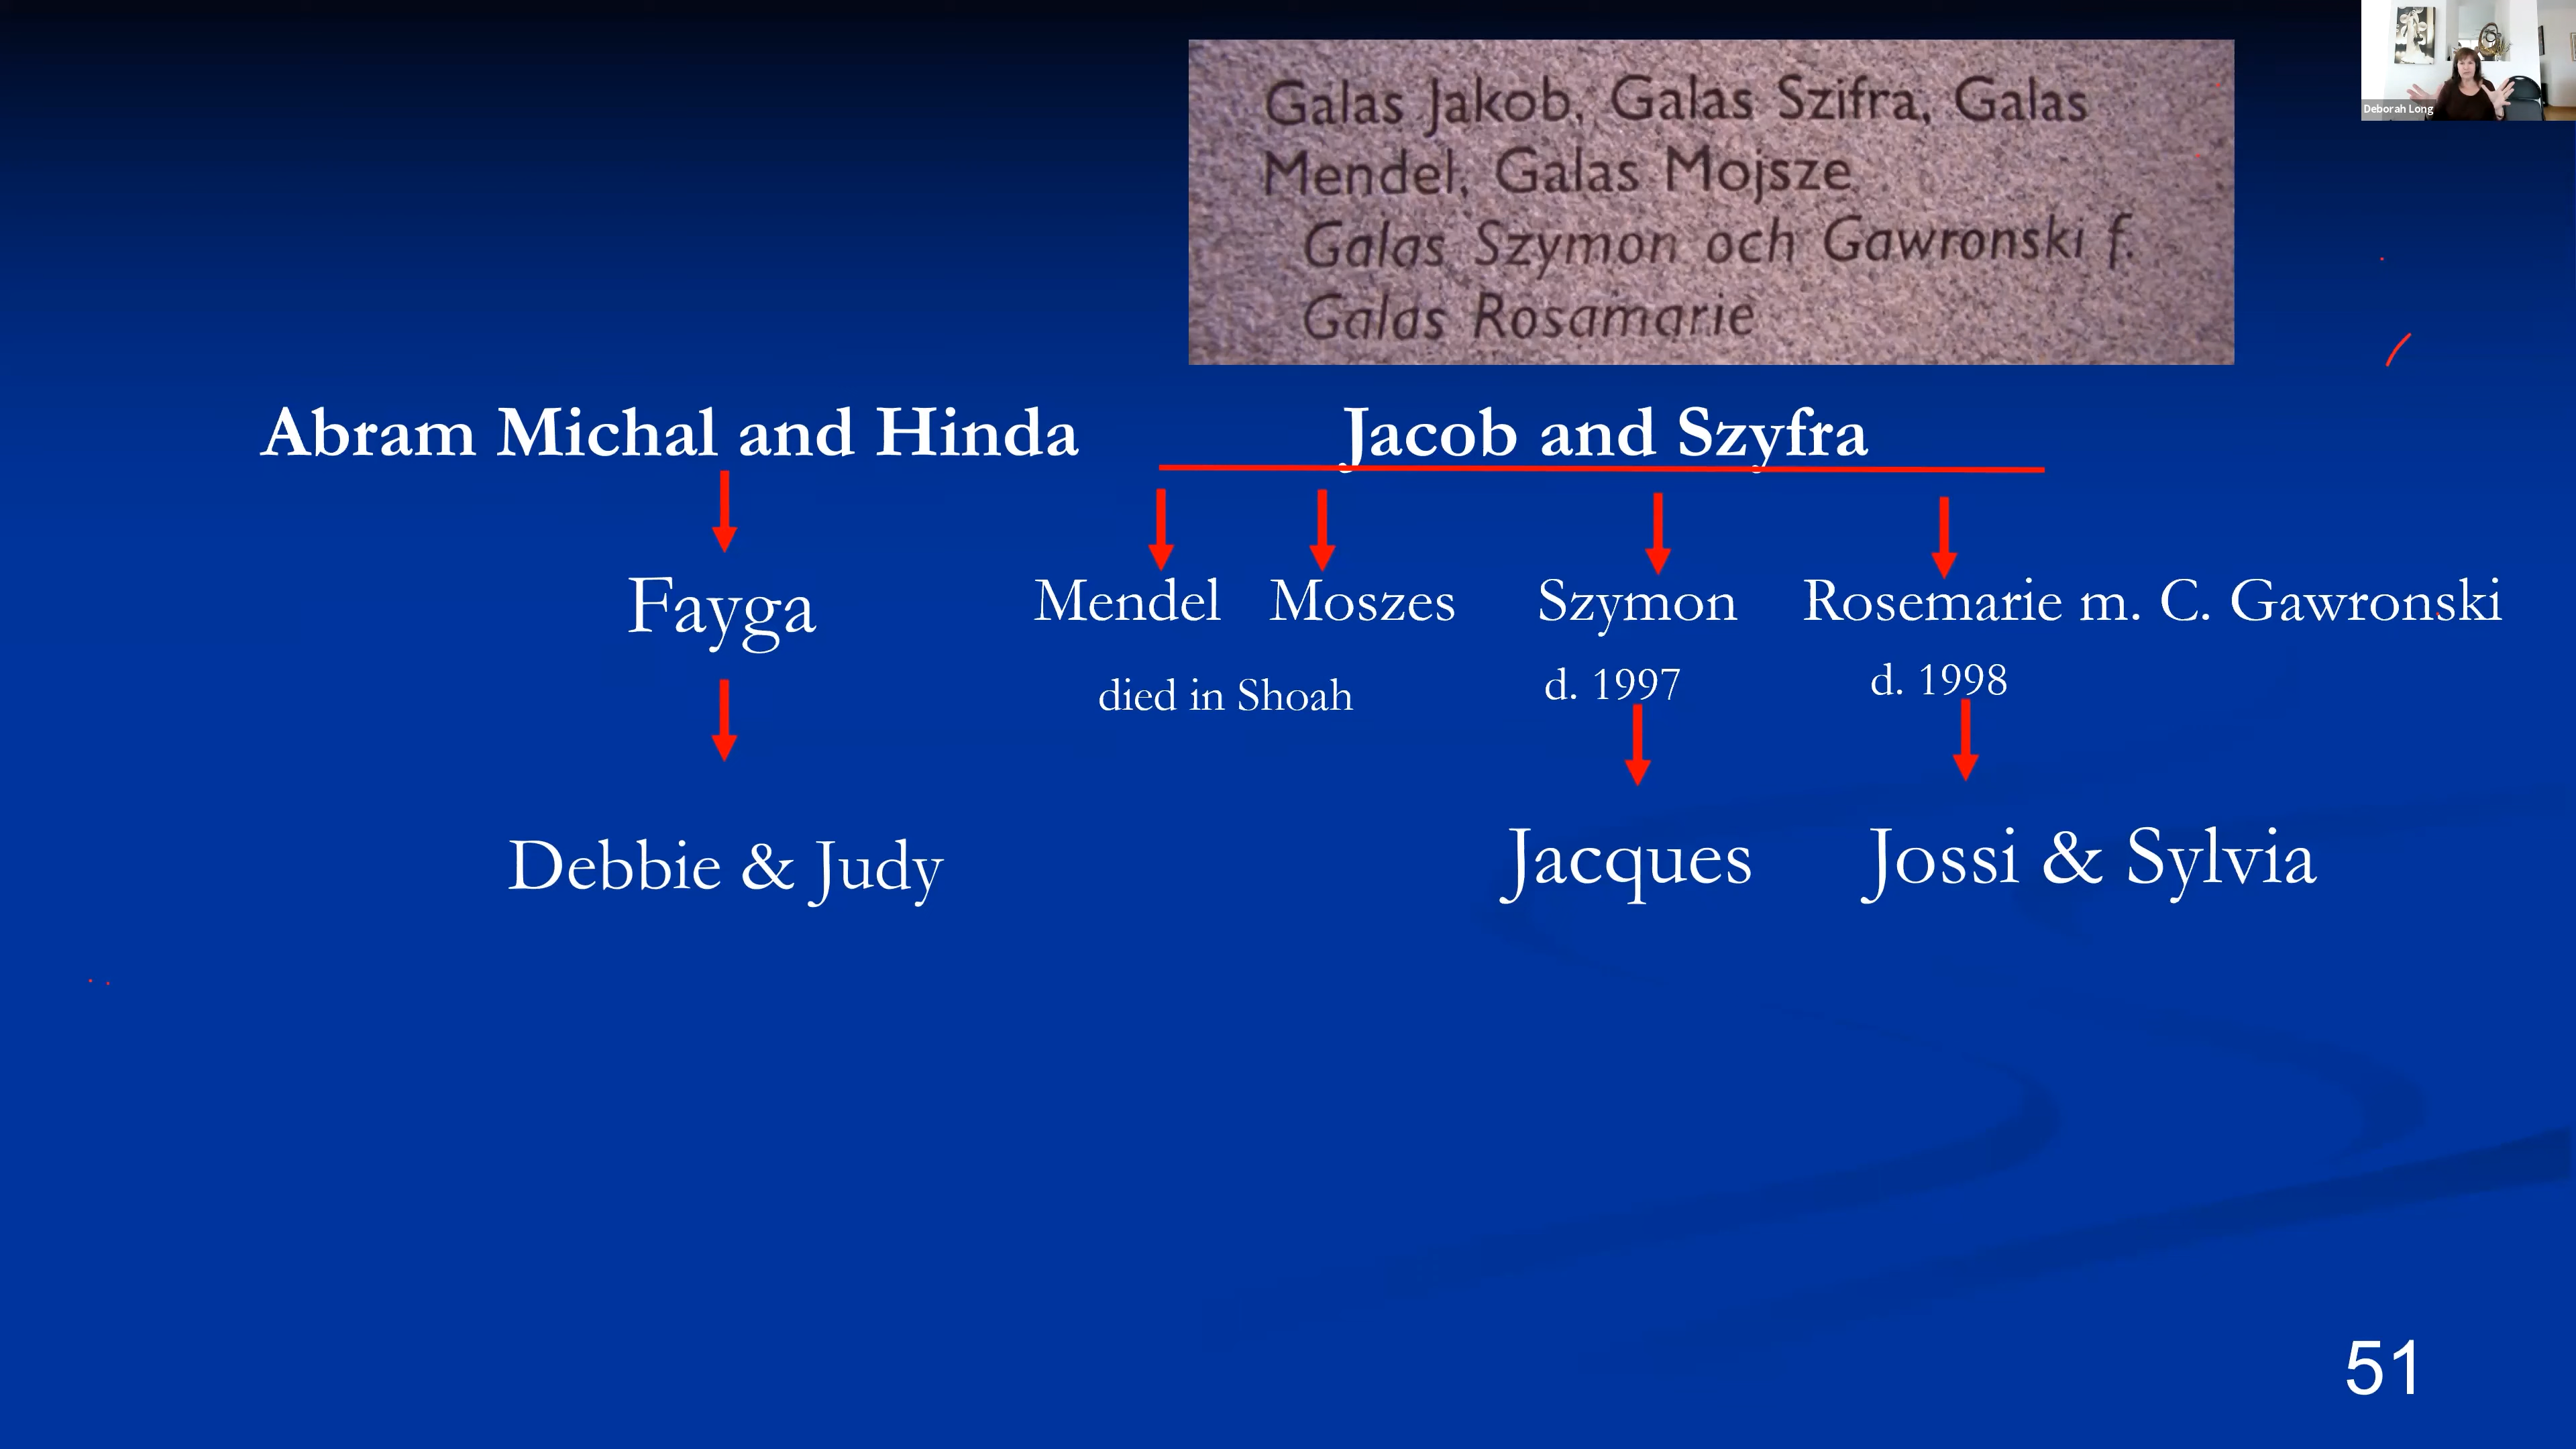 Deborah Long
Galas Jakob, Galas Szifra, Galas
Mendel, Galas Mojsze
Galas Szymon och Gawronski f.
Galas Rosamarie
Abram Michal and Hinda
Jacob and Szyfra
Fayga
Mendel
Moszes
Szymon
Rosemarie m. C. Gawronski
died in Shoah
d. 1997
d. 1998
Debbie & Judy
Jacques
Jossi & Sylvia
51